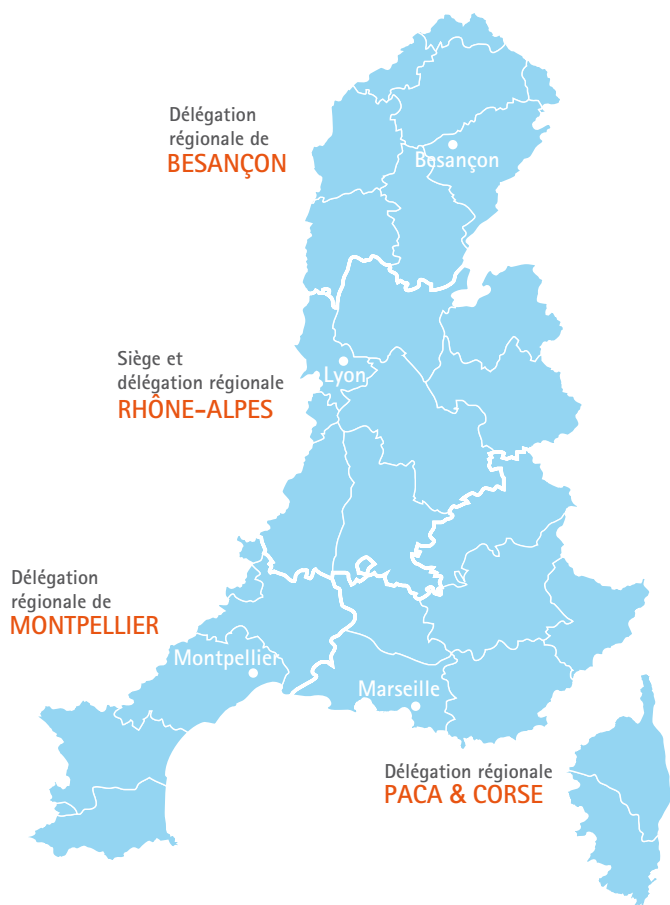 Délégation
régionale de
BESANÇON
Besançon
Siège et
délégation régionale
RHÔNE-ALPES
Lyon
Délégation
régionale de
MONTPELLIER
Montpellier
Marseille
Délégation régionale
PACA & CORSE